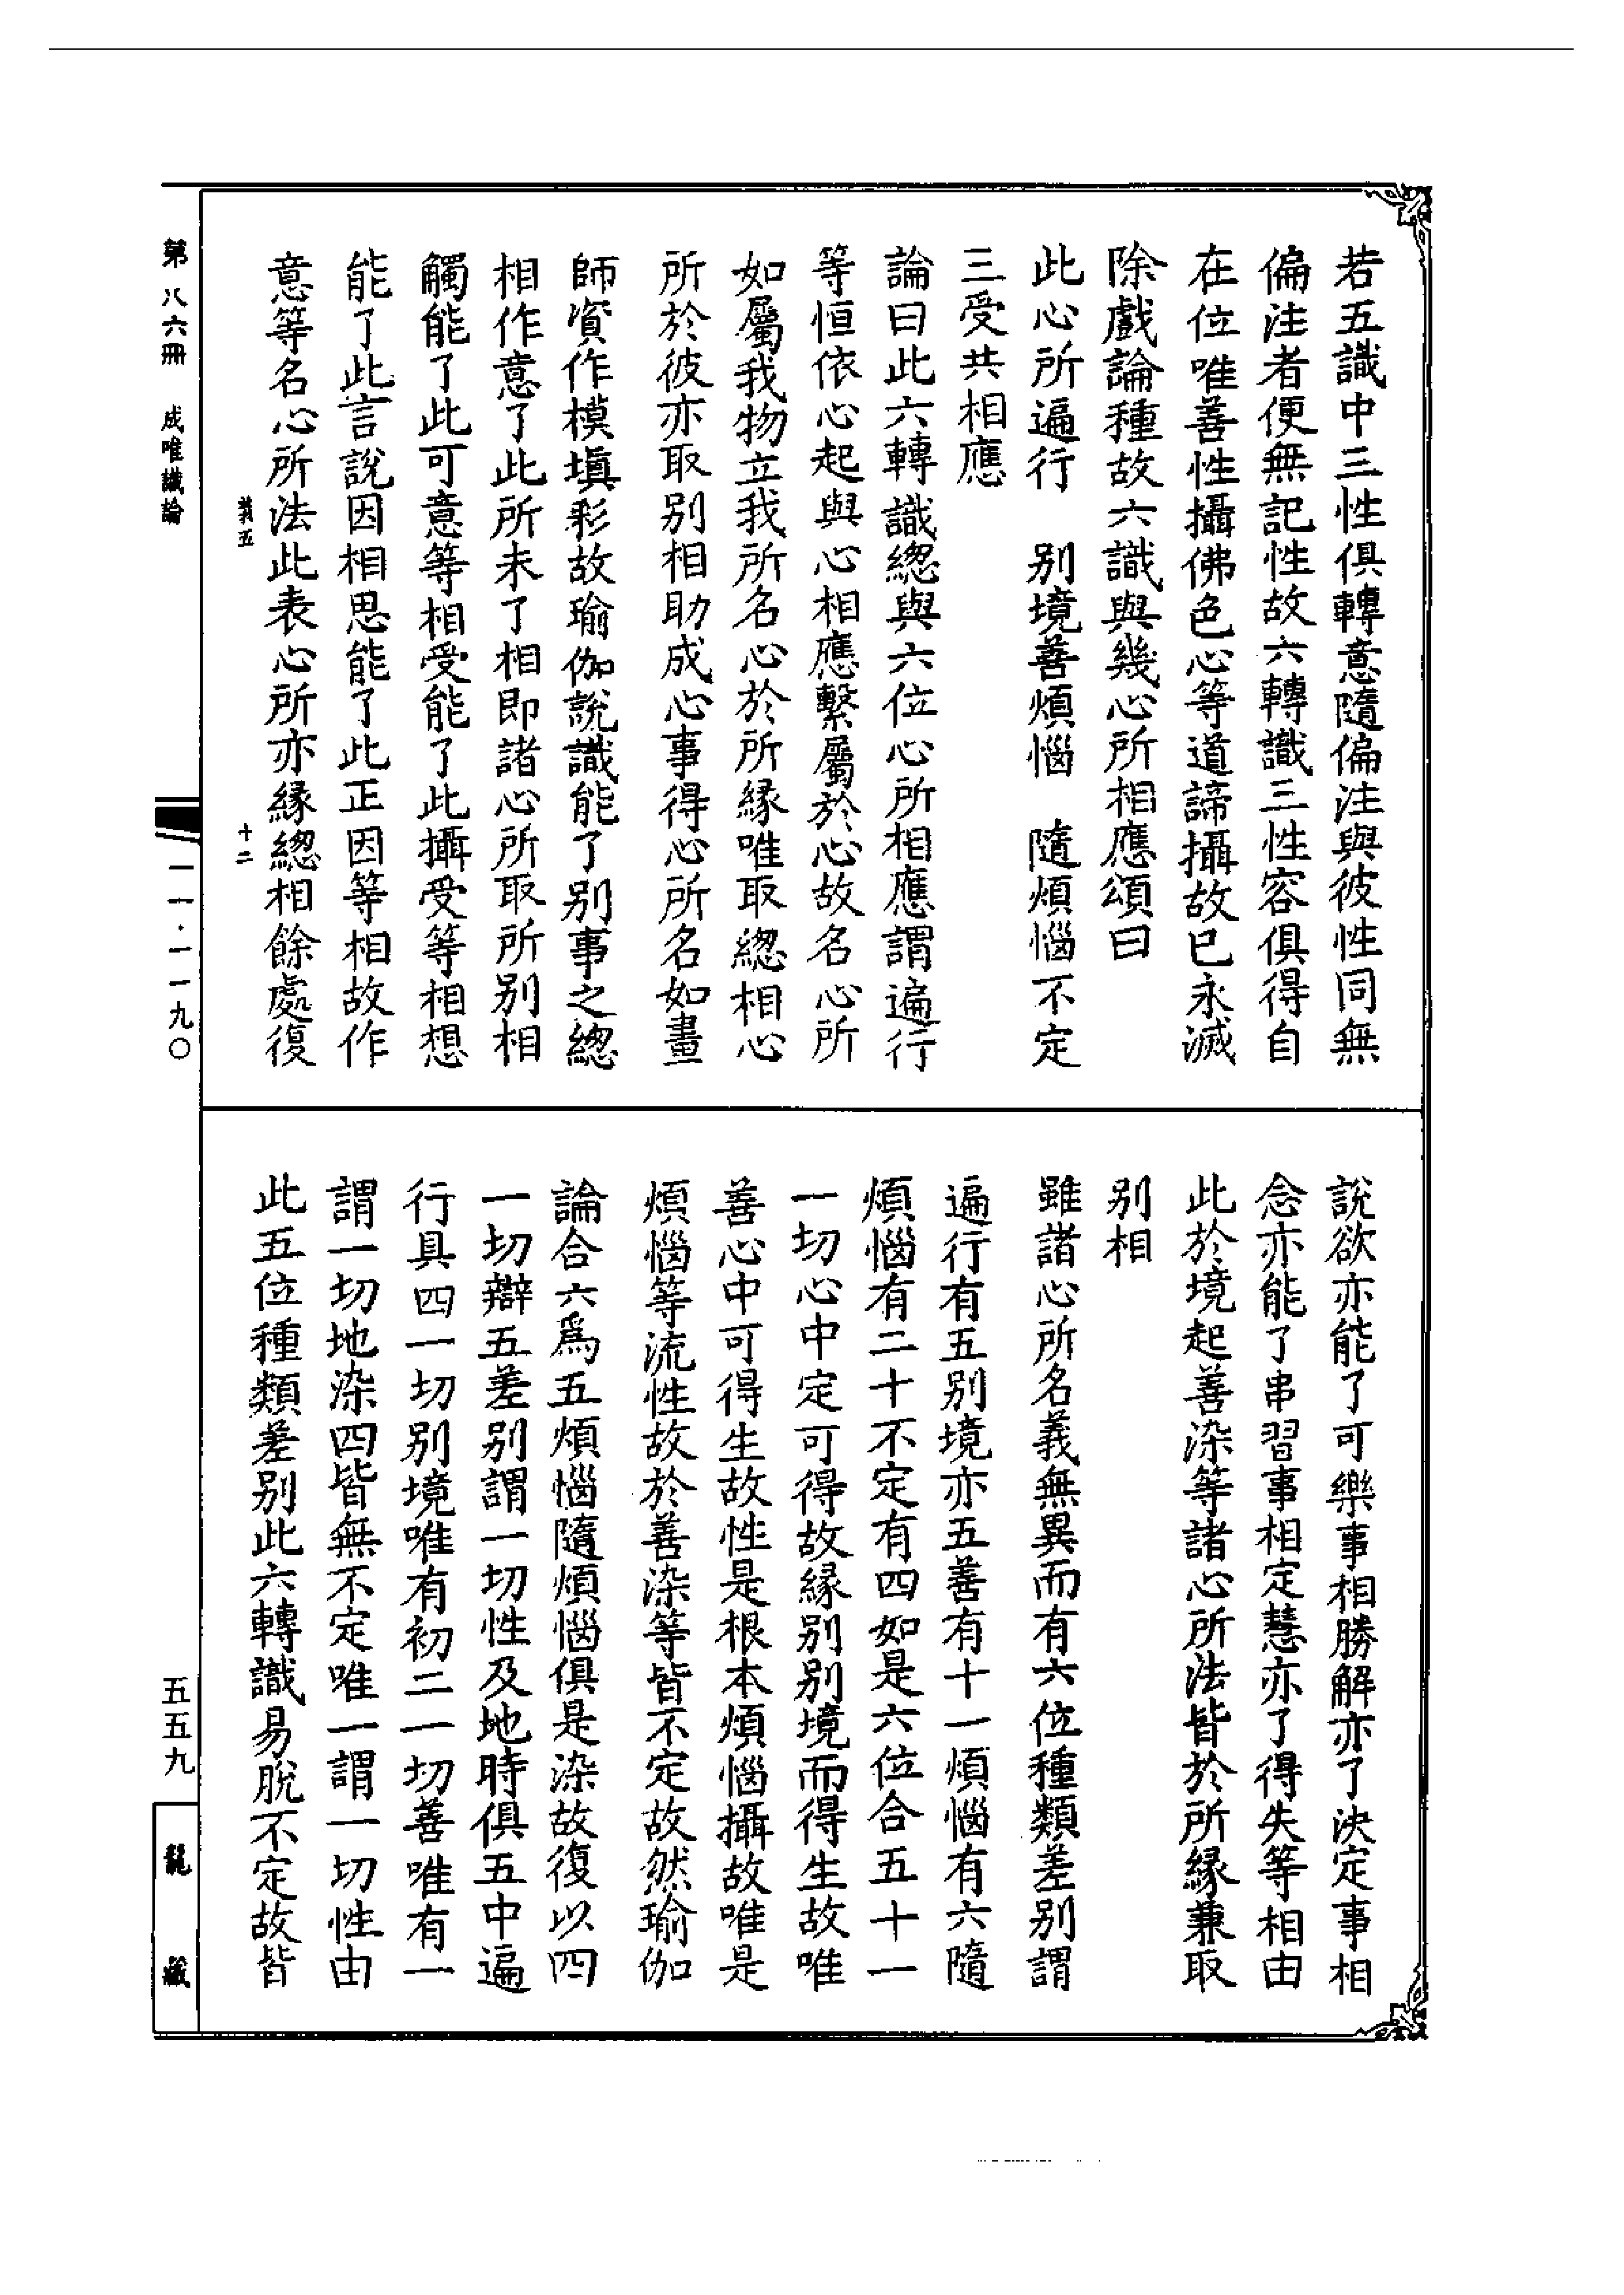 若五識中三性俱轉意隨偏注與彼性同無
偏注者便無記性故六轉識三性容俱得自
在位唯善性攝佛色心等道諦攝故已永滅
除戲論種故六識與幾心所相應頌曰
此心所遍行　別境善煩惱　隨煩惱不定
三受共相應
論曰此六轉識總與六位心所相應謂遍行
等恒依心起與心相應繫屬於心故名心所
如屬我物立我所名心於所緣唯取總相心
所於彼亦取別相助成心事得心所名如畫
師資作模填彩故瑜伽說識能了別事之總
相作意了此所未了相即諸心所取所別相
觸能了此可意等相受能了此攝受等相想
能了此言說因相思能了此正因等相故作
意等名心所法此表心所亦緣總相餘處復
義五
十二
第八六冊　成唯識論
一一·一一九〇
說欲亦能了可樂事相勝解亦了決定事相
念亦能了串習事相定慧亦了得失等相由
此於境起善染等諸心所法皆於所緣兼取
別相
雖諸心所名義無異而有六位種類差別謂
遍行有五別境亦五善有十一煩惱有六隨
煩惱有二十不定有四如是六位合五十一
一切心中定可得故緣別別境而得生故唯
善心中可得生故性是根本煩惱攝故唯是
煩惱等流性故於善染等皆不定故然瑜伽
論合六為五煩惱隨煩惱俱是染故復以四
一切辯五差別謂一切性及地時俱五中遍
行具四一切別境唯有初二一切善唯有一
謂一切地染四皆無不定唯一謂一切性由
此五位種類差別此六轉識易脫不定故皆
五五九
龍藏